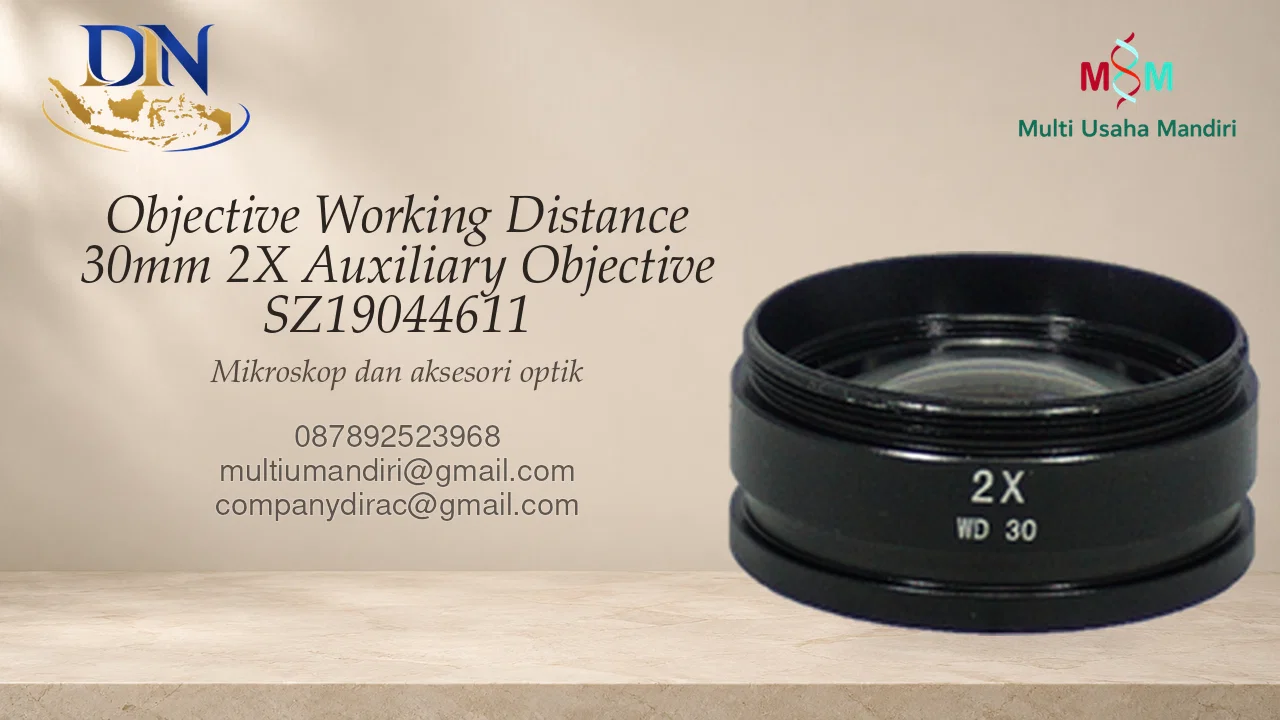 DN
MSM
Multi Usaha Mandiri
Objective Working Distance
30mm 2X Auxiliary Objective
SZ19044611
Mikroskop dan aksesori optik
087892523968
multiumandiri@gmail.com
companydirac@gmail.com
2X
WD 30